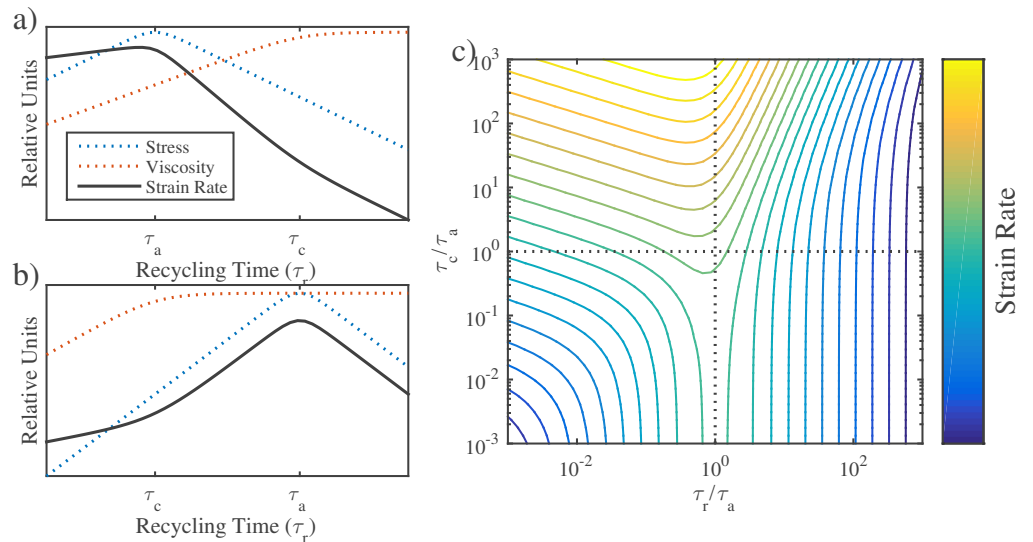 a)
Relative Units
Stress
Viscosity
Strain Rate
τa
τc
Recycling Time (τr)
b)
Relative Units
τc
τa
Recycling Time (τr)
c)
τc/τa
10^3
10^2
10^1
10^0
10^-1
10^-2
10^-3
10^-2
10^0
10^2
τr/τa
Strain Rate